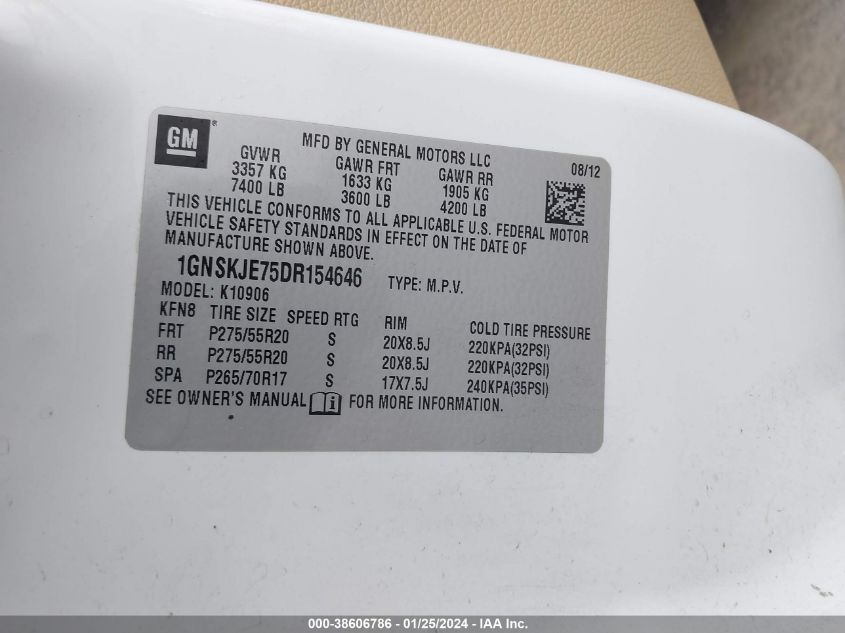 GM®
MFD BY GENERAL MOTORS LLC
08/12
GVWR GAWR FRT GAWR RR
3357 KG 1633 KG 1905 KG
7400 LB 3600 LB 4200 LB
THIS VEHICLE CONFORMS TO ALL APPLICABLE U.S. FEDERAL MOTOR
VEHICLE SAFETY STANDARDS IN EFFECT ON THE DATE OF
MANUFACTURE SHOWN ABOVE.
1GNSKJE75DR154646 TYPE: M.P.V.
MODEL: K10906
KFN8 TIRE SIZE SPEED RTG RIM COLD TIRE PRESSURE
FRT P275/55R20 S 20X8.5J 220KPA(32PSI)
RR P275/55R20 S 20X8.5J 220KPA(32PSI)
SPA P265/70R17 S 17X7.5J 240KPA(35PSI)
SEE OWNER'S MANUAL i FOR MORE INFORMATION.
000-38606786 - 01/25/2024 - IAA Inc.